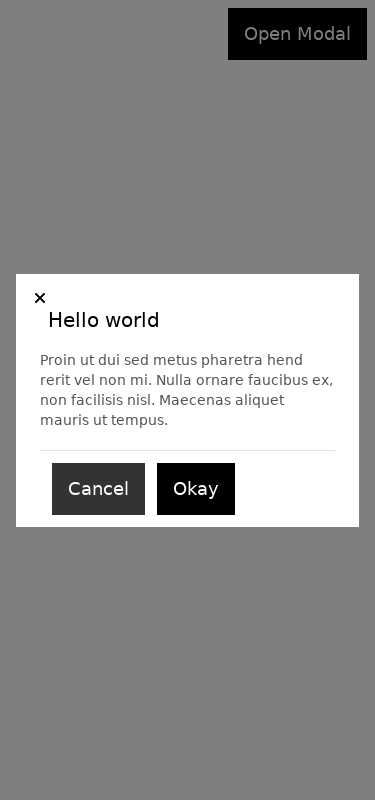 Open Modal
Hello world
Proin ut dui sed metus pharetra hend
rerit vel non mi. Nulla ornare faucibus ex,
non facilisis nisl. Maecenas aliquet
mauris ut tempus.
Cancel Okay